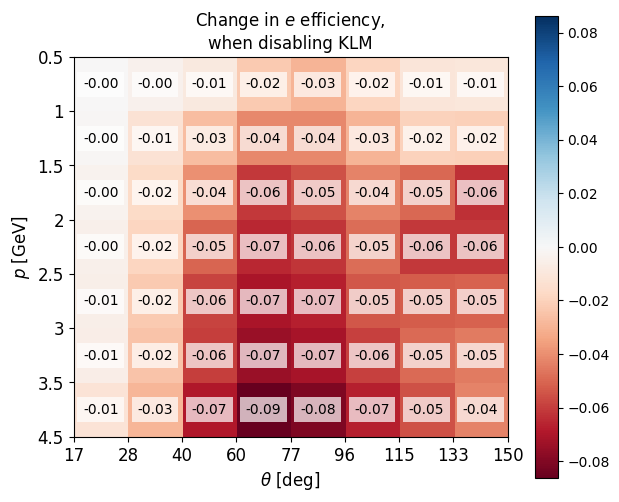 Change in e efficiency,
when disabling KLM
0.5
-0.00 -0.00 -0.01 -0.02 -0.03 -0.02 -0.01 -0.01
1
-0.00 -0.01 -0.03 -0.04 -0.04 -0.03 -0.02 -0.02
1.5
-0.00 -0.02 -0.04 -0.06 -0.05 -0.04 -0.05 -0.06
2
-0.00 -0.02 -0.05 -0.07 -0.06 -0.05 -0.06 -0.06
2.5
-0.01 -0.02 -0.06 -0.07 -0.07 -0.05 -0.05 -0.05
3
-0.01 -0.02 -0.06 -0.07 -0.07 -0.06 -0.05 -0.05
3.5
-0.01 -0.03 -0.07 -0.09 -0.08 -0.07 -0.05 -0.04
4.5
p [GeV]
17 28 40 60 77 96 115 133 150
θ [deg]
0.08
0.06
0.04
0.02
0.00
−0.02
−0.04
−0.06
−0.08